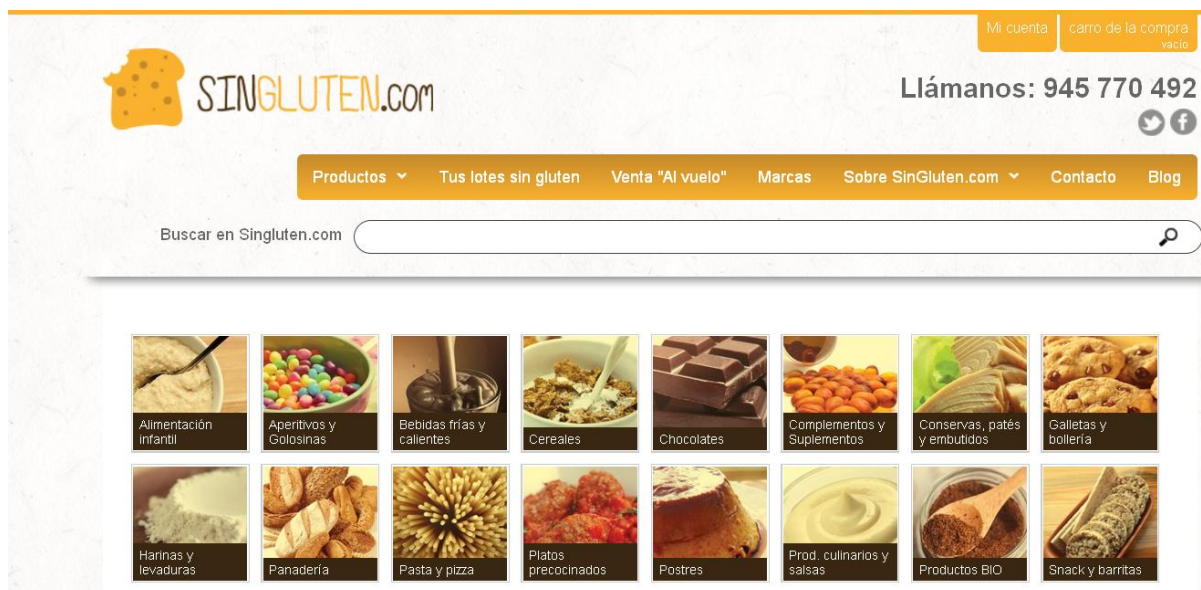 Mi cuenta
carro de la compra
vacío
SINGLUTEN.com
Llámanos: 945 770 492
Productos
Tus lotes sin gluten
Venta "Al vuelo"
Marcas
Sobre SinGluten.com
Contacto
Blog
Buscar en Singluten.com
Alimentación
infantil
Aperitivos y
Golosinas
Bebidas frías y
calientes
Cereales
Chocolates
Complementos y
Suplementos
Conservas, patés
y embutidos
Galletas y
bollería
Harinas y
levaduras
Panadería
Pasta y pizza
Platos
precocinados
Postres
Prod. culinarios y
salsas
Productos BIO
Snack y barritas